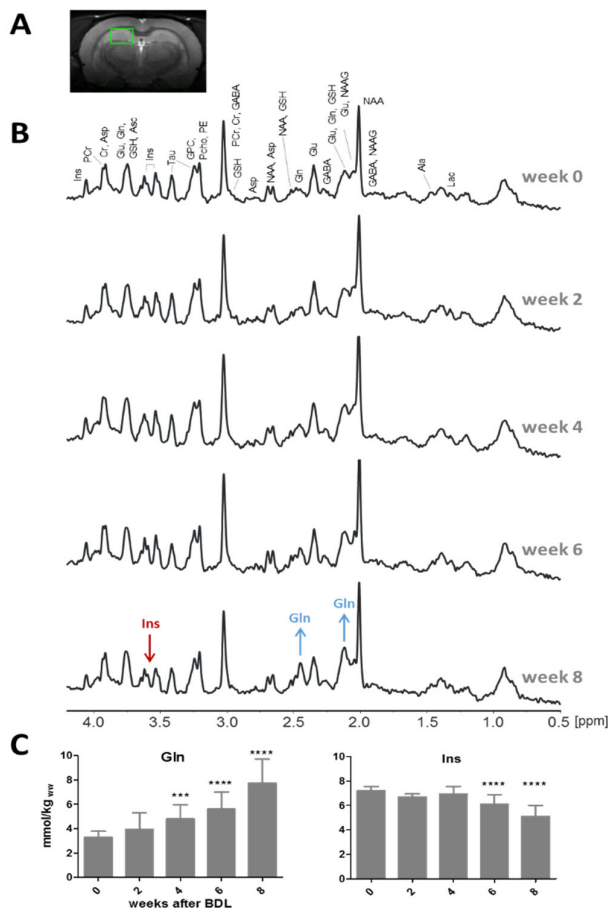 A
B
Ins
PCr
Cr, Asp
Glu, Gln,
GSH, Asc
Ins
Tau
GPC,
Pcho, PE
GSH
PCr, Cr, GABA
Asp
NAA, Asp
NAA, GSH
Gln
Glu
GABA
Glu, Gln, GSH
Glu, NAAG
NAA
GABA, NAAG
Ala
Lac
week 0
week 2
week 4
week 6
Ins
Gln
Gln
week 8
4.0 3.5 3.0 2.5 2.0 1.5 1.0 0.5 [ppm]
C
Gln
Ins
mmol/kg ww
10
8
6
4
2
0
*** **** ****
0 2 4 6 8
weeks after BDL
10
8
6
4
2
0
**** ****
0 2 4 6 8